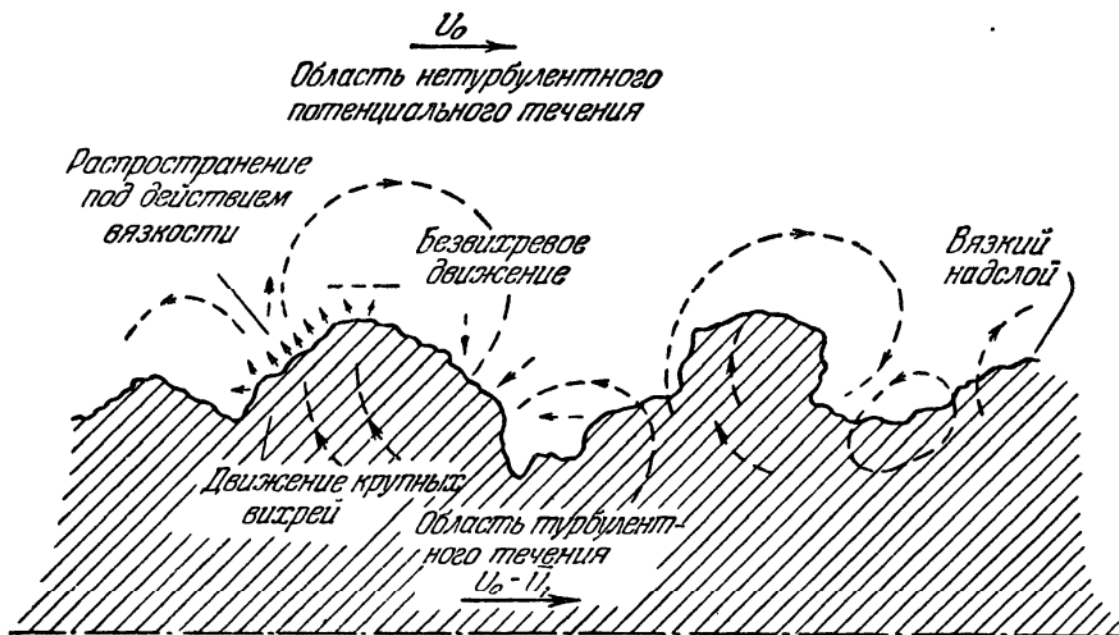 U₀
Область нетурбулентного
потенциального течения
Распространение
под действием
вязкости
Безвихревое
движение
Вязкий
надслой
Движение крупных
вихрей
Область турбулент-
ного течения
U₀ - U̅₁